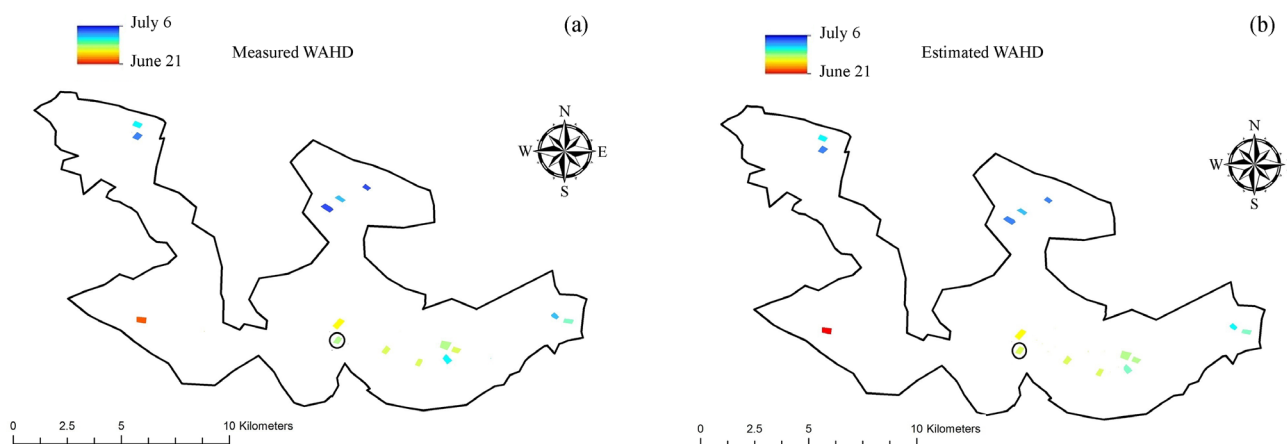 (a)
July 6
June 21
Measured WAHD
N
W E
S
0 2.5 5 10 Kilometers
(b)
July 6
June 21
Estimated WAHD
N
W E
S
0 2.5 5 10 Kilometers